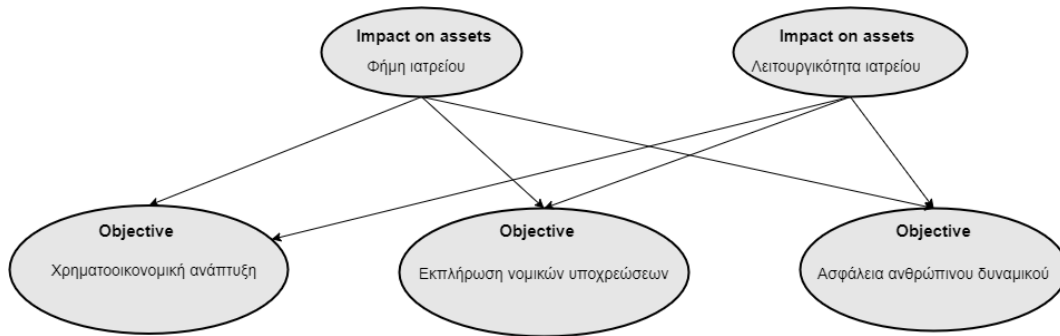 Impact on assets
Φήμη ιατρείου
Impact on assets
Λειτουργικότητα ιατρείου
Objective
Χρηματοοικονομική ανάπτυξη
Objective
Εκπλήρωση νομικών υποχρεώσεων
Objective
Ασφάλεια ανθρώπινου δυναμικού